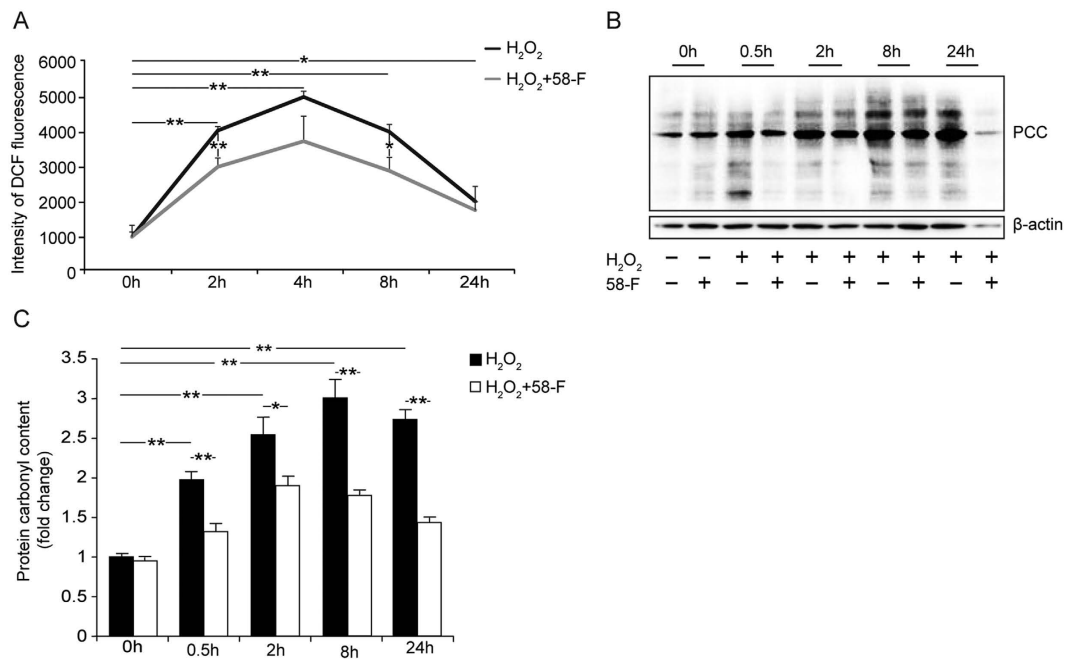 A
H₂O₂
H₂O₂+58-F
Intensity of DCF fluorescence
6000
5000
4000
3000
2000
1000
0
*
**
**
**
**
*
0h 2h 4h 8h 24h
B
0h 0.5h 2h 8h 24h
PCC
β-actin
H₂O₂ – – + + + + + + + +
58-F – + – + – + – + – +
C
H₂O₂
H₂O₂+58-F
Protein carbonyl content
(fold change)
3.5
3
2.5
2
1.5
1
0.5
0
**
**
**
**
-**-
*
-**-
-**-
0h 0.5h 2h 8h 24h